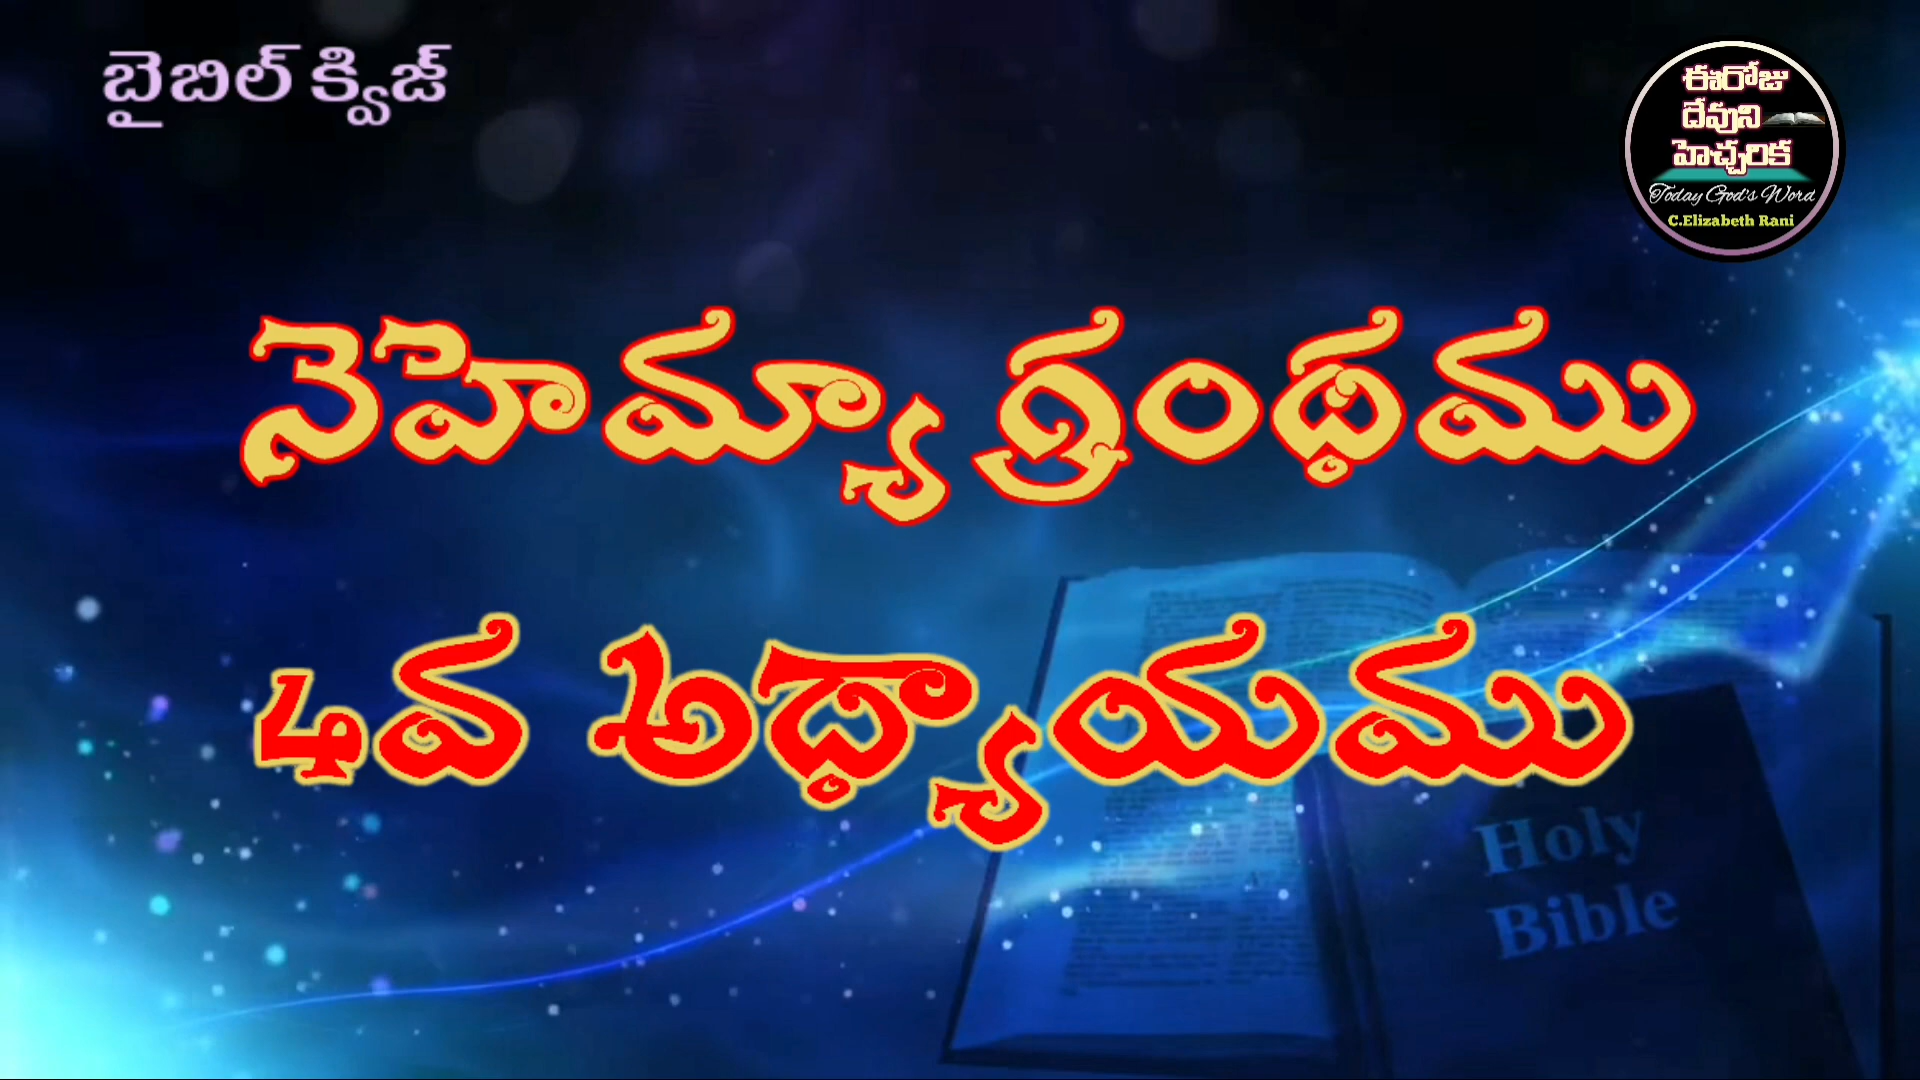 బైబిల్ క్విజ్
ఈరోజు
దేవుని
హెచ్చరిక
Today God's Word
C.Elizabeth Rani
నెహెమ్యా గ్రంథము
4వ అధ్యాయము
Holy
Bible